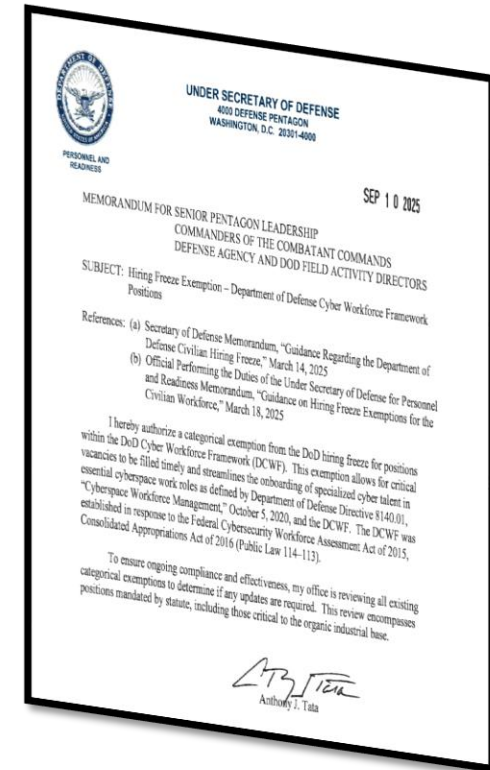 DEPARTMENT OF DEFENSE
UNITED STATES OF AMERICA
PERSONNEL AND
READINESS
UNDER SECRETARY OF DEFENSE
4000 DEFENSE PENTAGON
WASHINGTON, D.C. 20301-4000
SEP 10 2025
MEMORANDUM FOR SENIOR PENTAGON LEADERSHIP
COMMANDERS OF THE COMBATANT COMMANDS
DEFENSE AGENCY AND DOD FIELD ACTIVITY DIRECTORS
SUBJECT: Hiring Freeze Exemption – Department of Defense Cyber Workforce Framework
Positions
References: (a) Secretary of Defense Memorandum, “Guidance Regarding the Department of
Defense Civilian Hiring Freeze,” March 14, 2025
(b) Official Performing the Duties of the Under Secretary of Defense for Personnel
and Readiness Memorandum, “Guidance on Hiring Freeze Exemptions for the
Civilian Workforce,” March 18, 2025
I hereby authorize a categorical exemption from the DoD hiring freeze for positions
within the DoD Cyber Workforce Framework (DCWF). This exemption allows for critical
vacancies to be filled timely and streamlines the onboarding of specialized cyber talent in
essential cyberspace work roles as defined by Department of Defense Directive 8140.01,
“Cyberspace Workforce Management,” October 5, 2020, and the DCWF. The DCWF was
established in response to the Federal Cybersecurity Workforce Assessment Act of 2015,
Consolidated Appropriations Act of 2016 (Public Law 114–113).
To ensure ongoing compliance and effectiveness, my office is reviewing all existing
categorical exemptions to determine if any updates are required. This review encompasses
positions mandated by statute, including those critical to the organic industrial base.
Anthony J. Tata